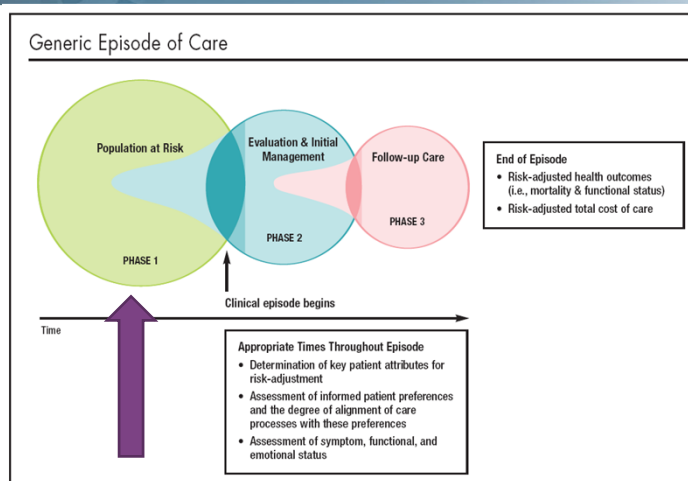 Generic Episode of Care
Population at Risk
PHASE 1
Evaluation & Initial
Management
PHASE 2
Follow-up Care
PHASE 3
End of Episode
• Risk-adjusted health outcomes
(i.e., mortality & functional status)
• Risk-adjusted total cost of care
Clinical episode begins
Time
Appropriate Times Throughout Episode
• Determination of key patient attributes for
risk-adjustment
• Assessment of informed patient preferences
and the degree of alignment of care
processes with these preferences
• Assessment of symptom, functional, and
emotional status